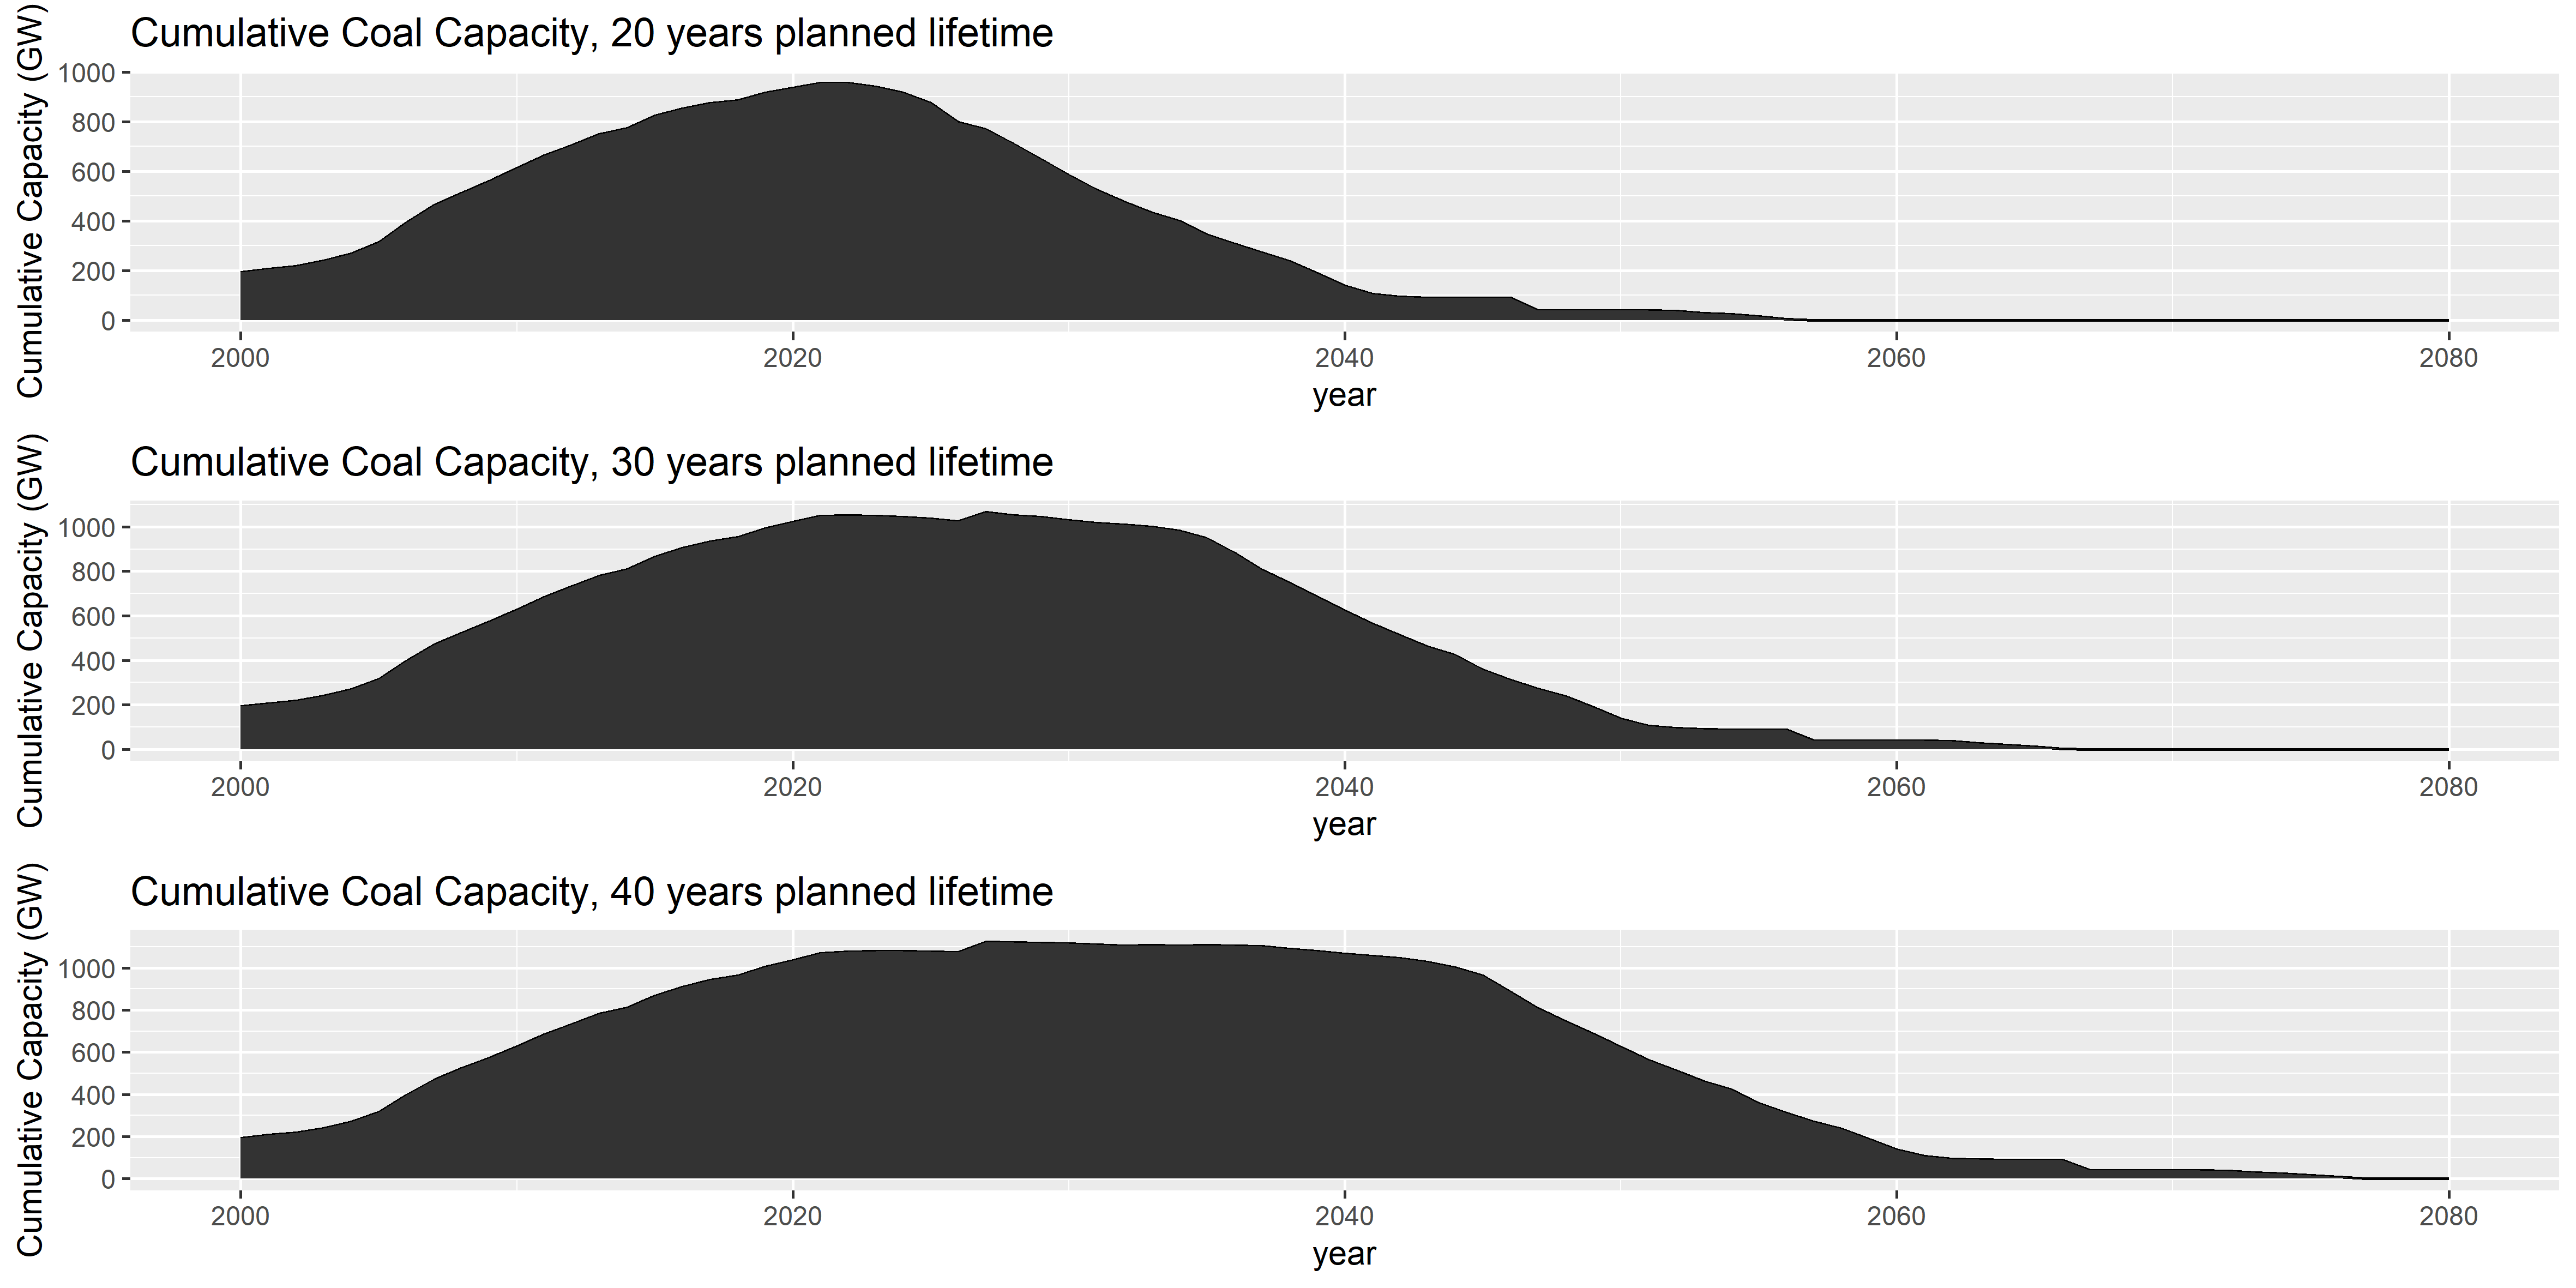 Cumulative Coal Capacity, 20 years planned lifetime
Cumulative Capacity (GW)
1000
800
600
400
200
0
2000 2020 2040 2060 2080
year
Cumulative Coal Capacity, 30 years planned lifetime
Cumulative Capacity (GW)
1000
800
600
400
200
0
2000 2020 2040 2060 2080
year
Cumulative Coal Capacity, 40 years planned lifetime
Cumulative Capacity (GW)
1000
800
600
400
200
0
2000 2020 2040 2060 2080
year